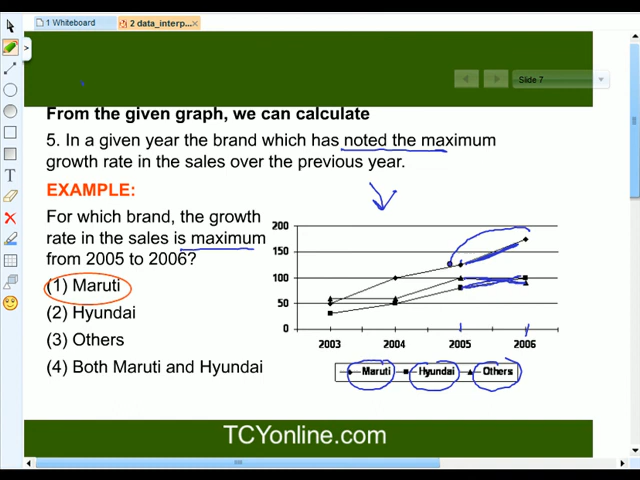 1 Whiteboard
2 data_interp...
Slide 7
From the given graph, we can calculate
5. In a given year the brand which has noted the maximum
growth rate in the sales over the previous year.
EXAMPLE:
For which brand, the growth
rate in the sales is maximum
from 2005 to 2006?
(1) Maruti
(2) Hyundai
(3) Others
(4) Both Maruti and Hyundai
200
150
100
50
0
2003 2004 2005 2006
Maruti Hyundai Others
TCYonline.com
T